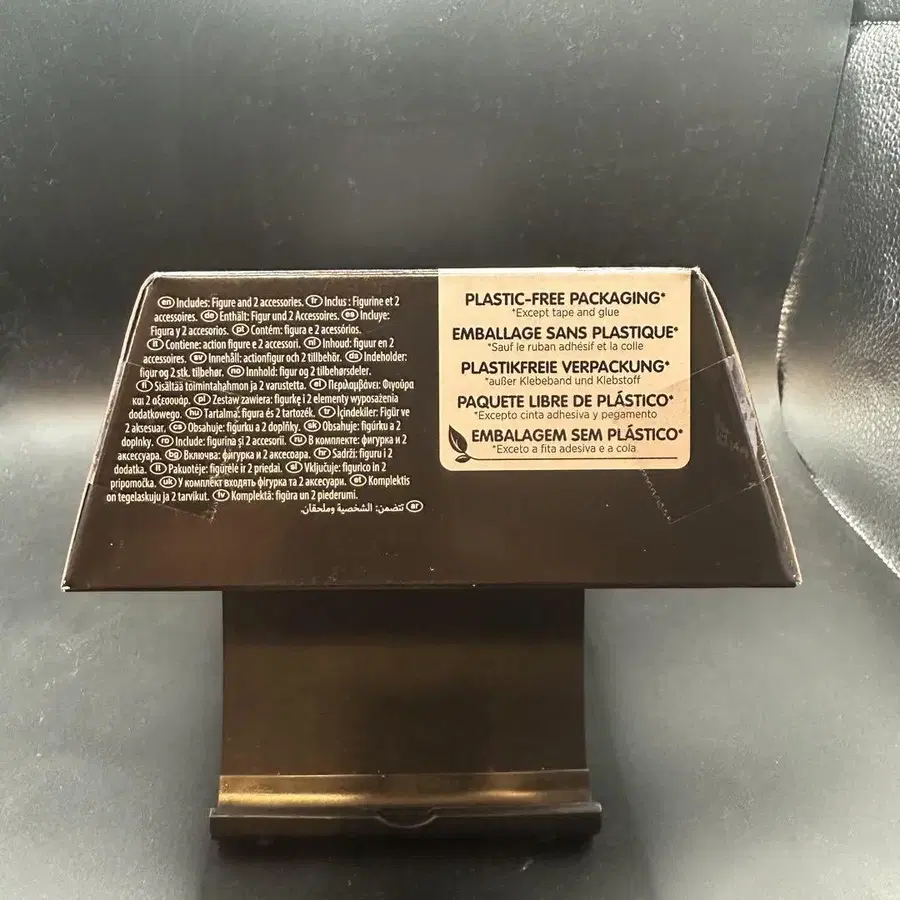 en Includes: Figure and 2 accessories. fr Inclus : Figurine et 2
accessoires. de Enthält: Figur und 2 Accessoires. es Incluye:
Figura y 2 accesorios. pt Contém: figura e 2 acessórios.
it Contiene: action figure e 2 accessori. nl Inhoud: figuur en 2
accessoires. sv Innehåll: actionfigur och 2 tillbehör. da Indeholder:
figur og 2 stk. tilbehør. no Innhold: figur og 2 tilbehørsdeler.
fi Sisältää toimintahahmon ja 2 varustetta. el Περιλαμβάνει: Φιγούρα
και 2 αξεσουάρ. pl Zestaw zawiera: figurkę i 2 elementy wyposażenia
dodatkowego. hu Tartalma: figura és 2 tartozék. tr İçindekiler: Figür ve
2 aksesuar. cs Obsahuje: figurku a 2 doplňky. sk Obsahuje: figúrku a 2
doplnky. ro Include: figurină și 2 accesorii. ru В комплекте: фигурка и 2
аксессуара. bg Включва: фигурка и 2 аксесоара. hr Sadrži: figuru i 2
dodatka. lt Pakuotėje: figūrėlė ir 2 priedai. sl Vključuje: figurico in 2
pripomočka. uk У комплект входять фігурка та 2 аксесуари. et Komplektis
on tegelaskuju ja 2 tarvikut. lv Komplektā: figūra un 2 piederumi.
ar تتضمن: الشخصية وملحقان.
PLASTIC-FREE PACKAGING*
*Except tape and glue
EMBALLAGE SANS PLASTIQUE*
*Sauf le ruban adhésif et la colle
PLASTIKFREIE VERPACKUNG*
*außer Klebeband und Klebstoff
PAQUETE LIBRE DE PLÁSTICO*
*Excepto cinta adhesiva y pegamento
EMBALAGEM SEM PLÁSTICO*
*Exceto a fita adesiva e a cola